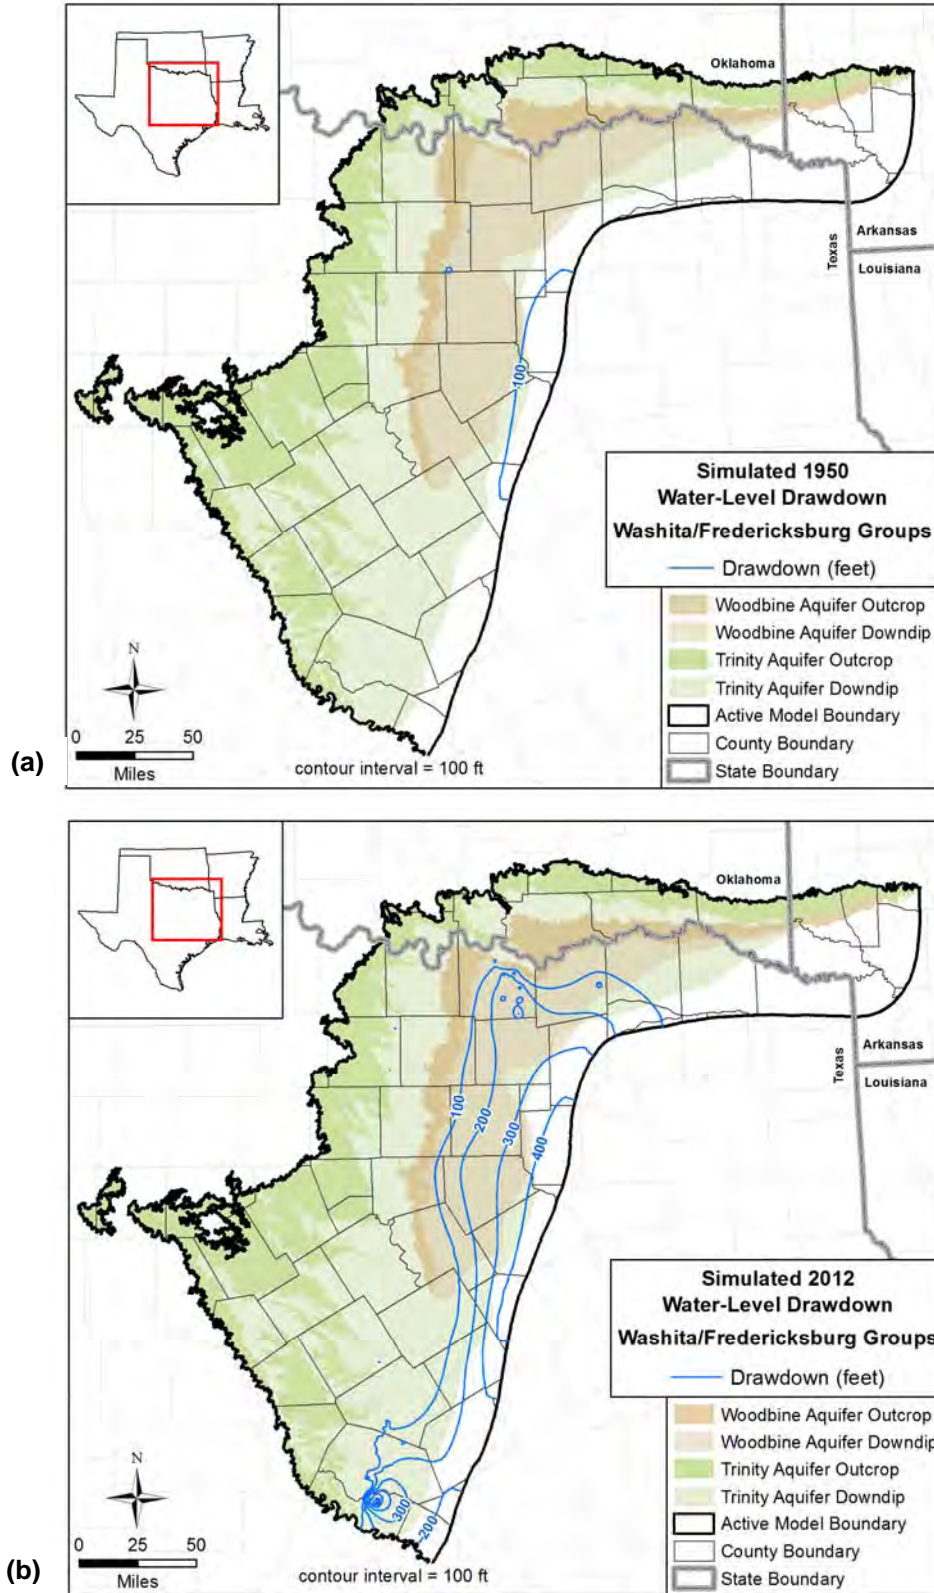 Oklahoma
Arkansas
Texas
Louisiana
100
Simulated 1950
Water-Level Drawdown
Washita/Fredericksburg Groups
Drawdown (feet)
Woodbine Aquifer Outcrop
Woodbine Aquifer Downdip
Trinity Aquifer Outcrop
Trinity Aquifer Downdip
Active Model Boundary
County Boundary
State Boundary
N
0 25 50
Miles
contour interval = 100 ft
(a)
Oklahoma
Arkansas
Texas
Louisiana
100
200
300
400
300
200
Simulated 2012
Water-Level Drawdown
Washita/Fredericksburg Groups
Drawdown (feet)
Woodbine Aquifer Outcrop
Woodbine Aquifer Downdip
Trinity Aquifer Outcrop
Trinity Aquifer Downdip
Active Model Boundary
County Boundary
State Boundary
N
0 25 50
Miles
contour interval = 100 ft
(b)